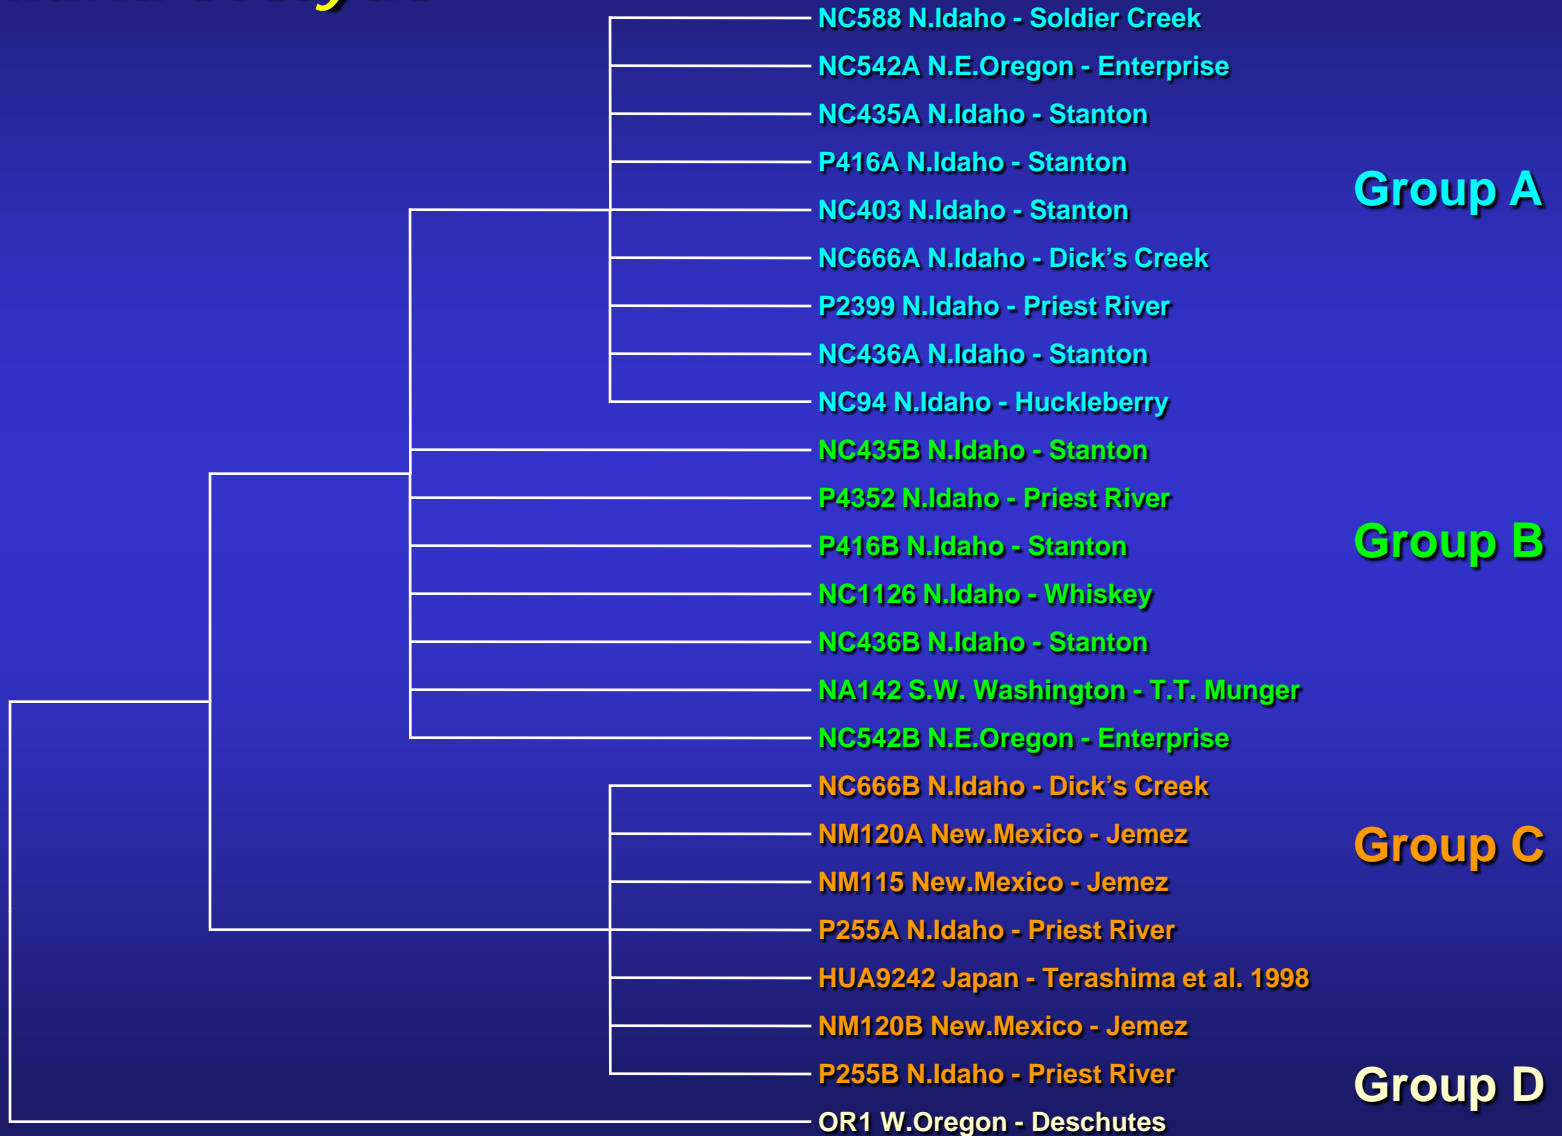 NC588 N.Idaho - Soldier Creek
NC542A N.E.Oregon - Enterprise
NC435A N.Idaho - Stanton
P416A N.Idaho - Stanton
Group A
NC403 N.Idaho - Stanton
NC666A N.Idaho - Dick’s Creek
P2399 N.Idaho - Priest River
NC436A N.Idaho - Stanton
NC94 N.Idaho - Huckleberry
NC435B N.Idaho - Stanton
P4352 N.Idaho - Priest River
P416B N.Idaho - Stanton
Group B
NC1126 N.Idaho - Whiskey
NC436B N.Idaho - Stanton
NA142 S.W. Washington - T.T. Munger
NC542B N.E.Oregon - Enterprise
NC666B N.Idaho - Dick’s Creek
NM120A New.Mexico - Jemez
Group C
NM115 New.Mexico - Jemez
P255A N.Idaho - Priest River
HUA9242 Japan - Terashima et al. 1998
NM120B New.Mexico - Jemez
P255B N.Idaho - Priest River
Group D
OR1 W.Oregon - Deschutes